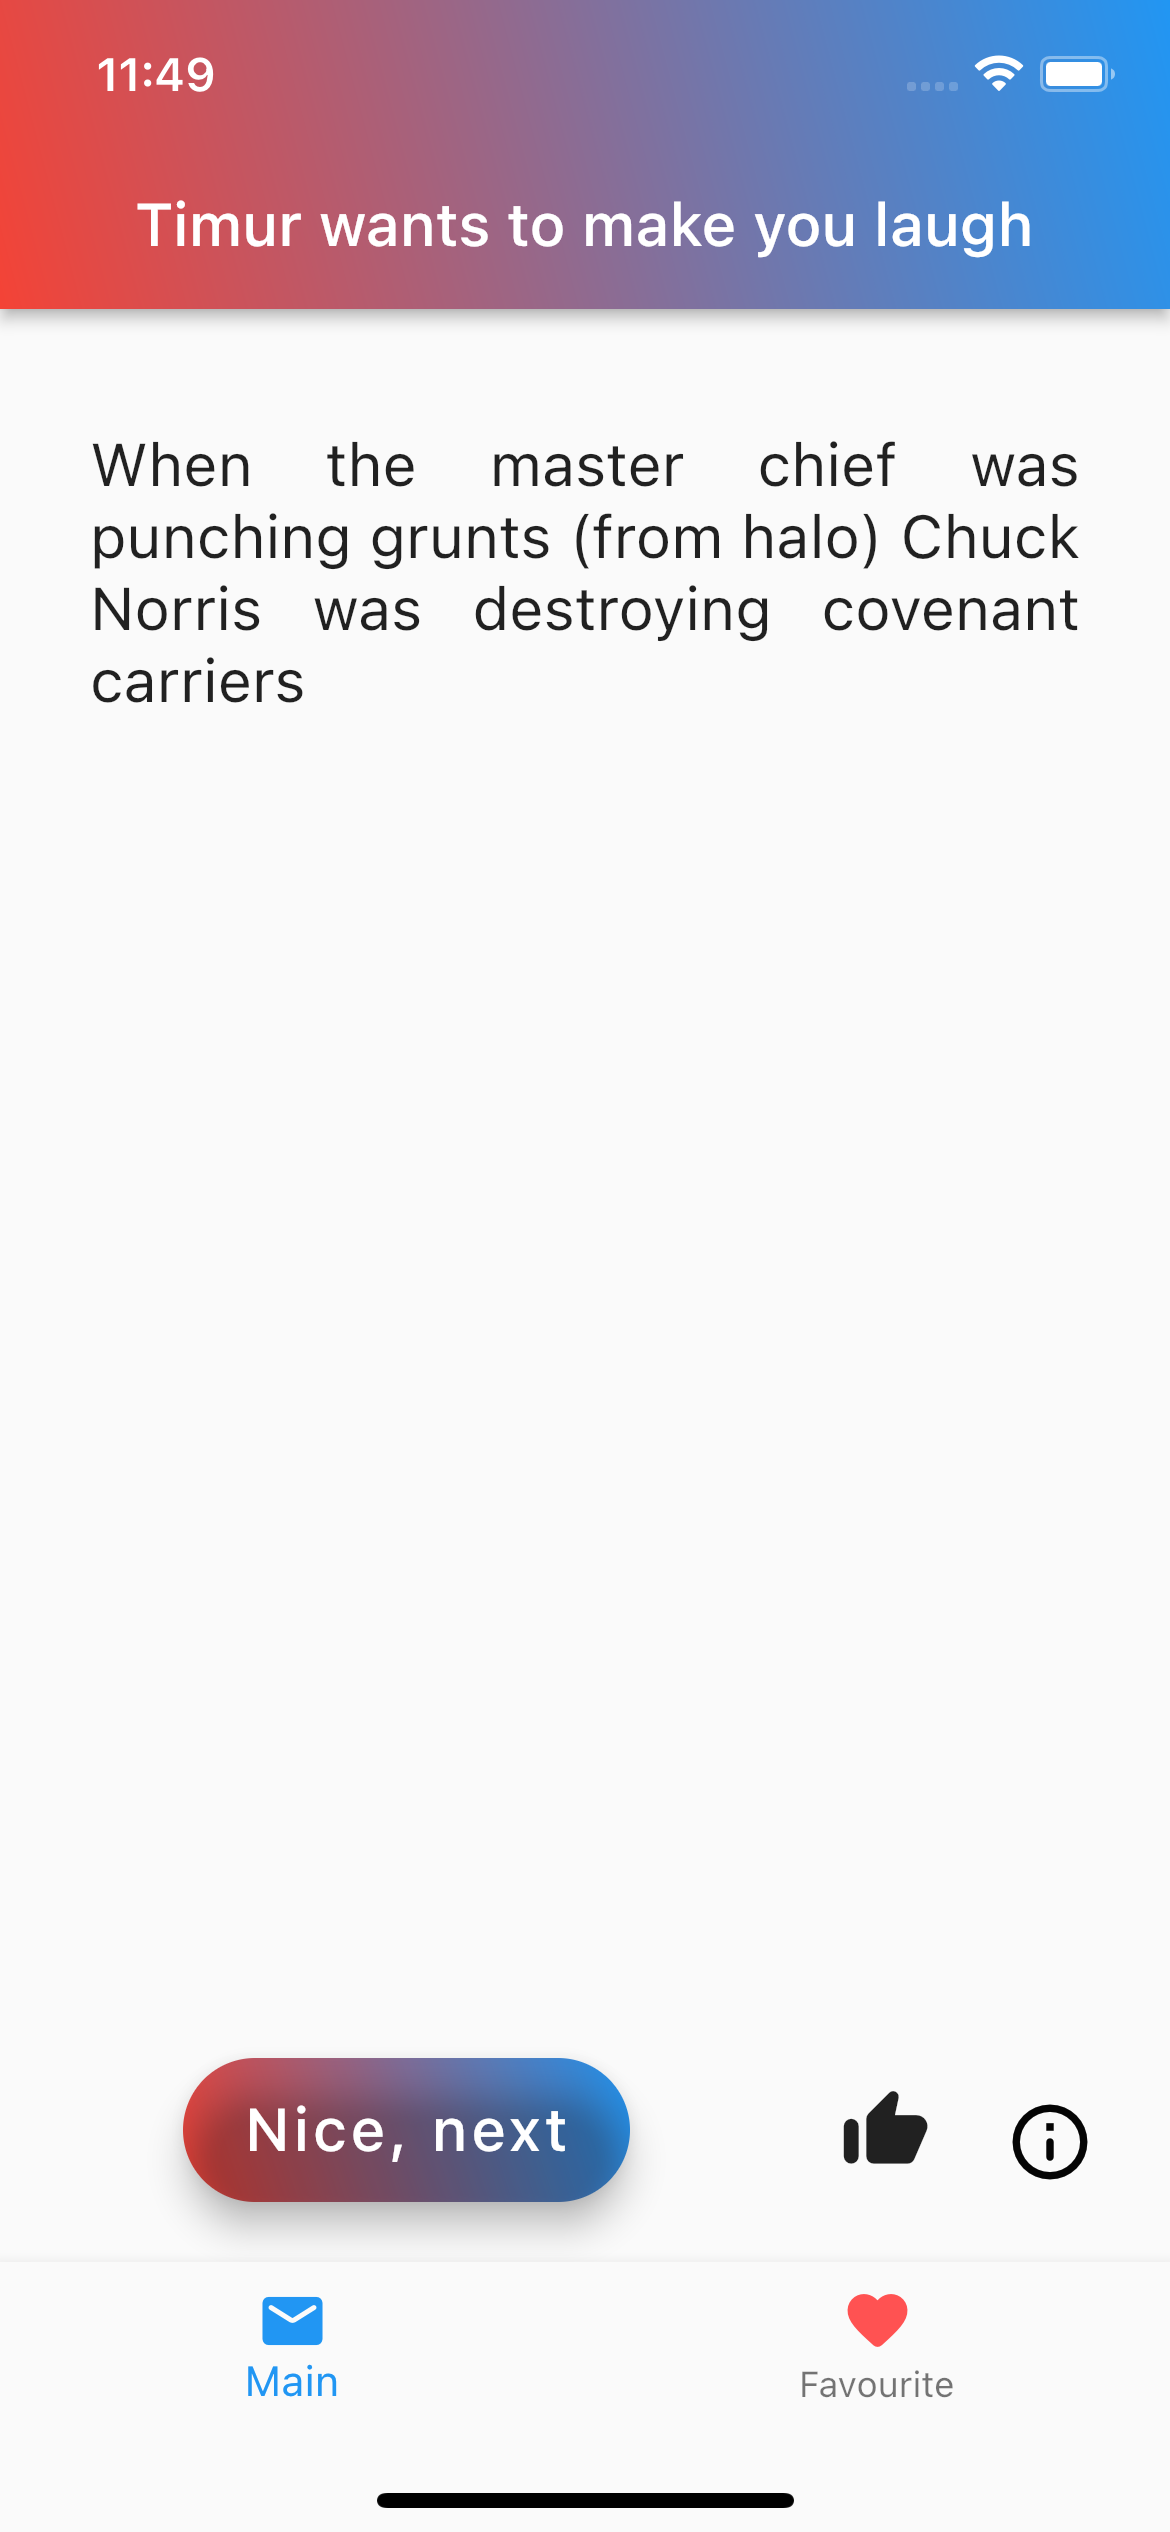 11:49
Timur wants to make you laugh
When the master chief was
punching grunts (from halo) Chuck
Norris was destroying covenant
carriers
Nice, next
Main
Favourite